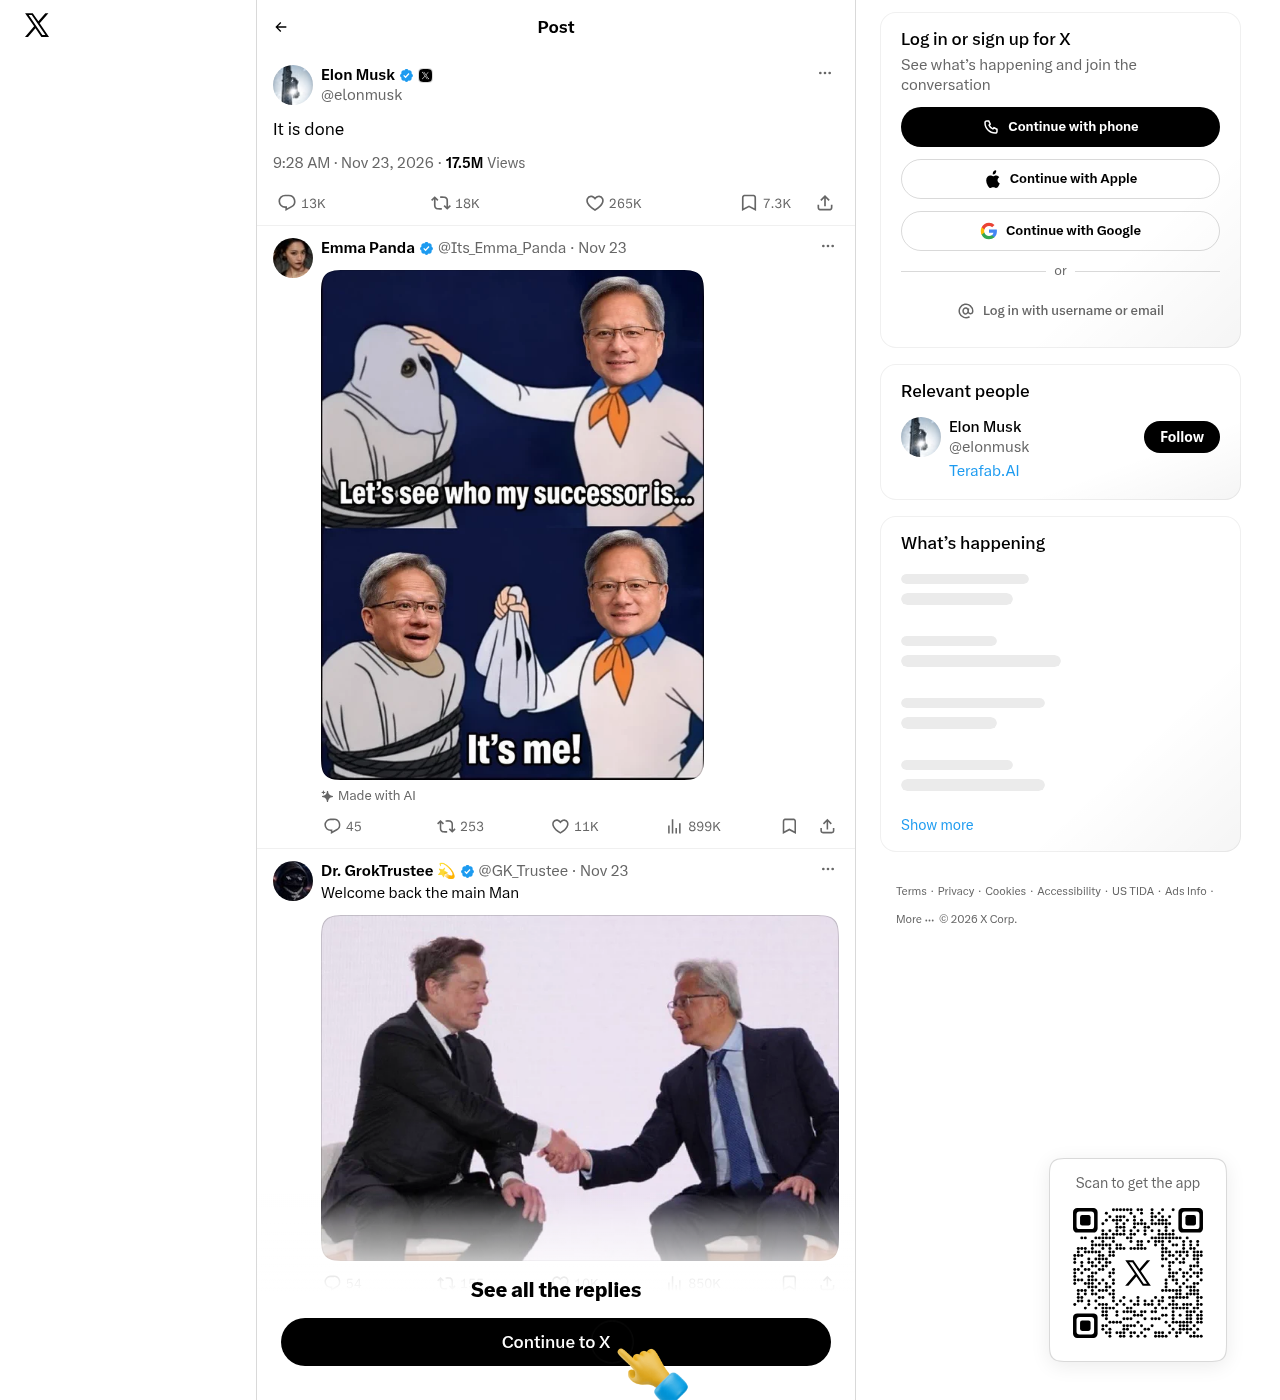 Post
Elon Musk
@elonmusk
It is done
9:28 AM · Nov 23, 2026 · 17.5M Views
13K 18K 265K 7.3K
Emma Panda @Its_Emma_Panda · Nov 23
Let's see who my successor is...
It's me!
Made with AI
45 253 11K 899K
Dr. GrokTrustee 💫 @GK_Trustee · Nov 23
Welcome back the main Man
54 850K
See all the replies
Continue to X
Log in or sign up for X
See what's happening and join the
conversation
Continue with phone
Continue with Apple
Continue with Google
or
Log in with username or email
Relevant people
Elon Musk
@elonmusk
Follow
Terafab.AI
What's happening
Show more
Terms · Privacy · Cookies · Accessibility · US TIDA · Ads Info ·
More ··· © 2026 X Corp.
Scan to get the app